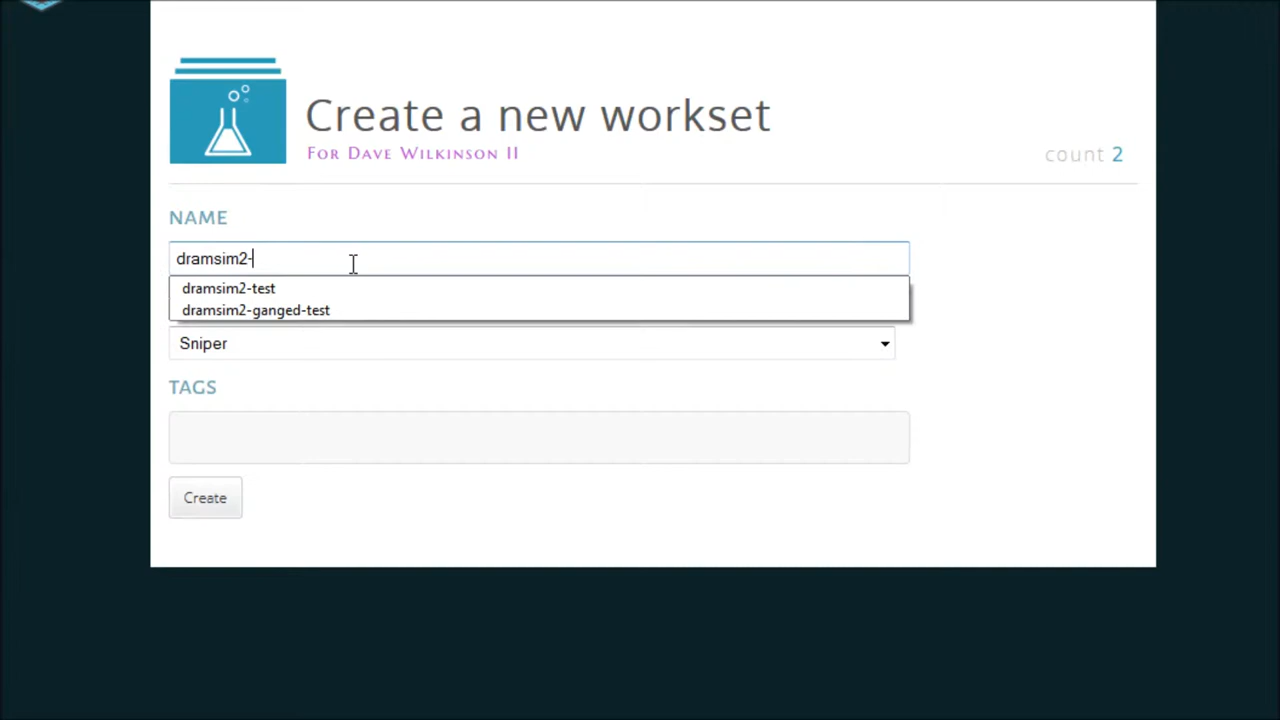 Create a new workset
For Dave Wilkinson II
count 2
NAME
dramsim2-
dramsim2-test
dramsim2-ganged-test
Sniper
TAGS
Create